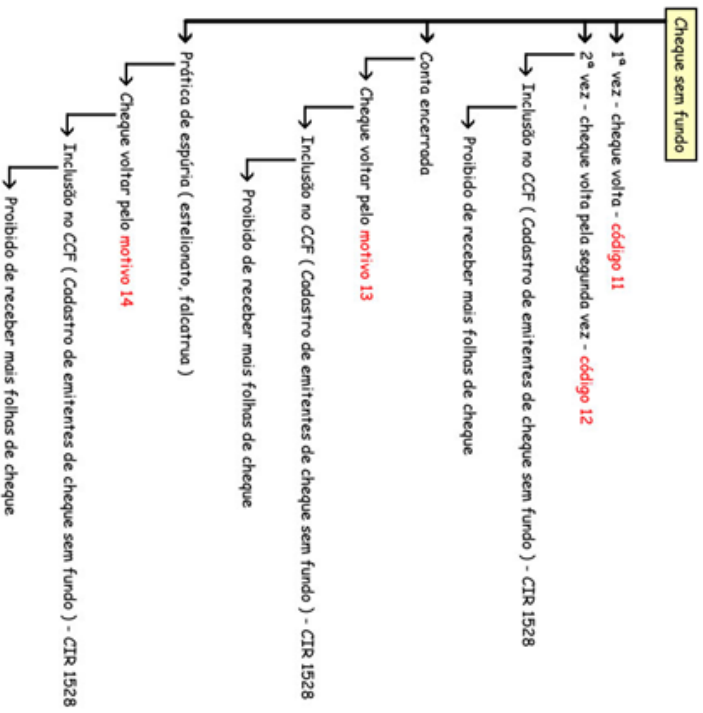 Cheque sem fundo
1ª vez - cheque volta - código 11
2ª vez - cheque volta pela segunda vez - código 12
Inclusão no CCF ( Cadastro de emitentes de cheque sem fundo ) - CIR 1528
Proibido de receber mais folhas de cheque
Conta encerrada
Cheque voltar pelo motivo 13
Inclusão no CCF ( Cadastro de emitentes de cheque sem fundo ) - CIR 1528
Proibido de receber mais folhas de cheque
Prática de espúria ( estelionato, falcatrua )
Cheque voltar pelo motivo 14
Inclusão no CCF ( Cadastro de emitentes de cheque sem fundo ) - CIR 1528
Proibido de receber mais folhas de cheque